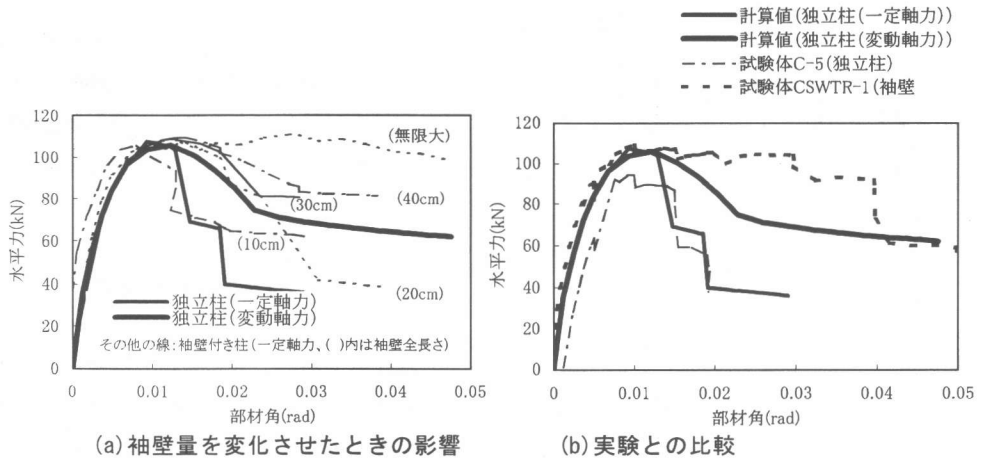 計算値(独立柱(一定軸力))
計算値(独立柱(変動軸力))
試験体C-5(独立柱)
試験体CSWTR-1(袖壁
120
100
80
60
40
20
0
水平力(kN)
(無限大)
(40cm)
(30cm)
(10cm)
(20cm)
独立柱(一定軸力)
独立柱(変動軸力)
その他の線:袖壁付き柱(一定軸力、( )内は袖壁全長さ)
0 0.01 0.02 0.03 0.04 0.05
部材角(rad)
(a)袖壁量を変化させたときの影響
120
100
80
60
40
20
0
水平力(kN)
0 0.01 0.02 0.03 0.04 0.05
部材角(rad)
(b)実験との比較